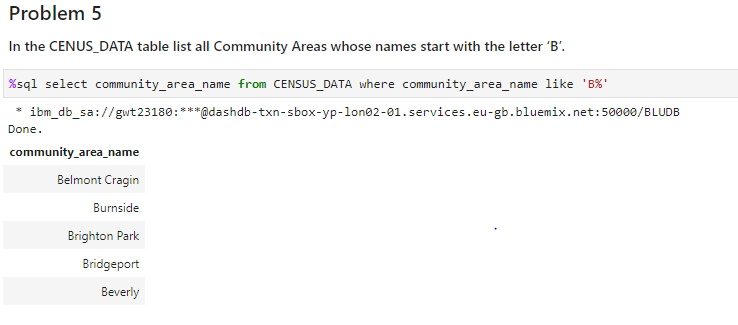 Problem 5
In the CENUS_DATA table list all Community Areas whose names start with the letter ‘B’.
%sql select community_area_name from CENSUS_DATA where community_area_name like 'B%'
* ibm_db_sa://gwt23180:***@dashdb-txn-sbox-yp-lon02-01.services.eu-gb.bluemix.net:50000/BLUDB
Done.
community_area_name
Belmont Cragin
Burnside
Brighton Park
Bridgeport
Beverly